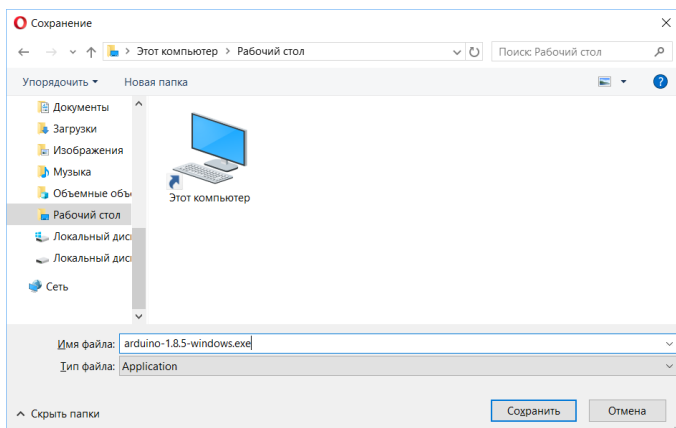 Сохранение
Этот компьютер > Рабочий стол
Поиск: Рабочий стол
Упорядочить
Новая папка
?
Документы
Загрузки
Изображения
Музыка
Объемные объ
Рабочий стол
Локальный дис
Локальный дис
Сеть
Этот компьютер
Имя файла: arduino-1.8.5-windows.exe
Тип файла: Application
Скрыть папки
Сохранить
Отмена